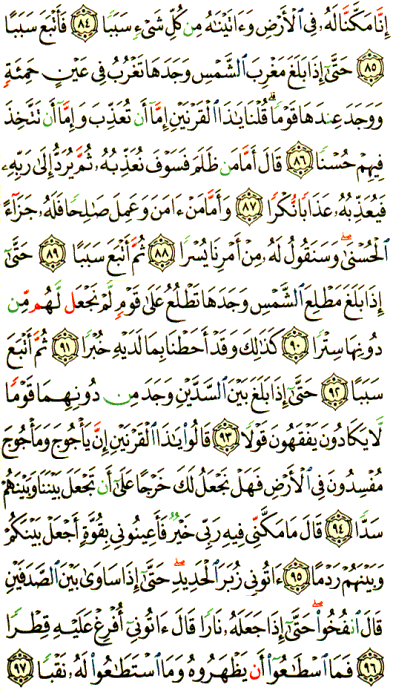 إِنَّا مَكَّنَّا لَهُۥ فِي ٱلْأَرْضِ وَءَاتَيْنَٰهُ مِن كُلِّ شَىْءٍ سَبَبًا ٨٤ فَأَتْبَعَ سَبَبًا
٨٥ حَتَّىٰٓ إِذَا بَلَغَ مَغْرِبَ ٱلشَّمْسِ وَجَدَهَا تَغْرُبُ فِي عَيْنٍ حَمِئَةٍ
وَوَجَدَ عِندَهَا قَوْمًا ۗ قُلْنَا يَٰذَا ٱلْقَرْنَيْنِ إِمَّآ أَن تُعَذِّبَ وَإِمَّآ أَن تَتَّخِذَ
فِيهِمْ حُسْنًا ٨٦ قَالَ أَمَّا مَن ظَلَمَ فَسَوْفَ نُعَذِّبُهُۥ ثُمَّ يُرَدُّ إِلَىٰ رَبِّهِۦ
فَيُعَذِّبُهُۥ عَذَابًا نُّكْرًا ٨٧ وَأَمَّا مَنْ ءَامَنَ وَعَمِلَ صَٰلِحًا فَلَهُۥ جَزَآءً
ٱلْحُسْنَىٰ ۖ وَسَنَقُولُ لَهُۥ مِنْ أَمْرِنَا يُسْرًا ٨٨ ثُمَّ أَتْبَعَ سَبَبًا ٨٩ حَتَّىٰٓ
إِذَا بَلَغَ مَطْلِعَ ٱلشَّمْسِ وَجَدَهَا تَطْلُعُ عَلَىٰ قَوْمٍ لَّمْ نَجْعَل لَّهُم مِّن
دُونِهَا سِتْرًا ٩٠ كَذَٰلِكَ وَقَدْ أَحَطْنَا بِمَا لَدَيْهِ خُبْرًا ٩١ ثُمَّ أَتْبَعَ
سَبَبًا ٩٢ حَتَّىٰٓ إِذَا بَلَغَ بَيْنَ ٱلسَّدَّيْنِ وَجَدَ مِن دُونِهِمَا قَوْمًا
لَّا يَكَادُونَ يَفْقَهُونَ قَوْلًا ٩٣ قَالُوا۟ يَٰذَا ٱلْقَرْنَيْنِ إِنَّ يَأْجُوجَ وَمَأْجُوجَ
مُفْسِدُونَ فِي ٱلْأَرْضِ فَهَلْ نَجْعَلُ لَكَ خَرْجًا عَلَىٰٓ أَن تَجْعَلَ بَيْنَنَا وَبَيْنَهُمْ
سَدًّا ٩٤ قَالَ مَا مَكَّنِّي فِيهِ رَبِّي خَيْرٌ فَأَعِينُونِي بِقُوَّةٍ أَجْعَلْ بَيْنَكُمْ
وَبَيْنَهُمْ رَدْمًا ٩٥ ءَاتُونِي زُبَرَ ٱلْحَدِيدِ ۖ حَتَّىٰٓ إِذَا سَاوَىٰ بَيْنَ ٱلصَّدَفَيْنِ
قَالَ ٱنفُخُوا۟ ۖ حَتَّىٰٓ إِذَا جَعَلَهُۥ نَارًا قَالَ ءَاتُونِيٓ أُفْرِغْ عَلَيْهِ قِطْرًا
٩٦ فَمَا ٱسْطَٰعُوٓا۟ أَن يَظْهَرُوهُ وَمَا ٱسْتَطَٰعُوا۟ لَهُۥ نَقْبًا ٩٧